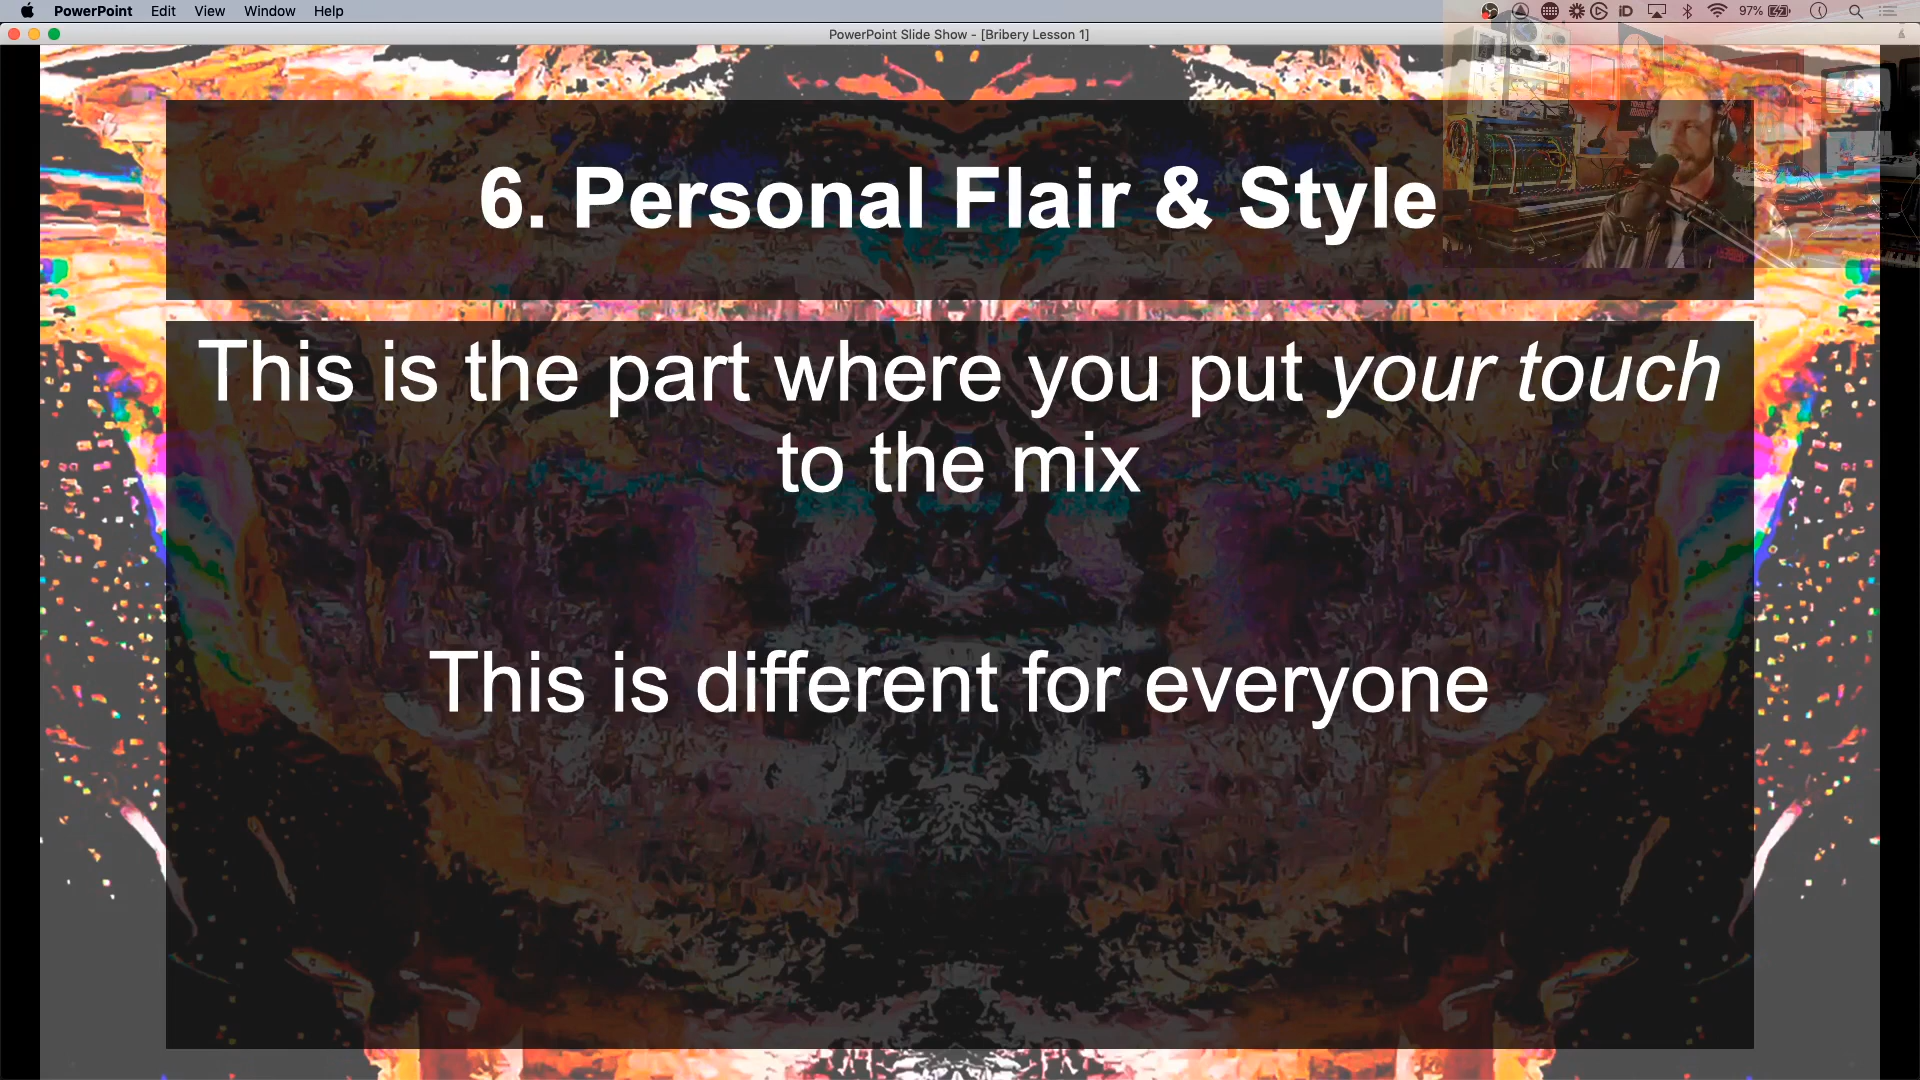 PowerPoint Edit View Window Help
iD 97%
PowerPoint Slide Show - [Bribery Lesson 1]
6. Personal Flair & Style
This is the part where you put your touch
to the mix
This is different for everyone